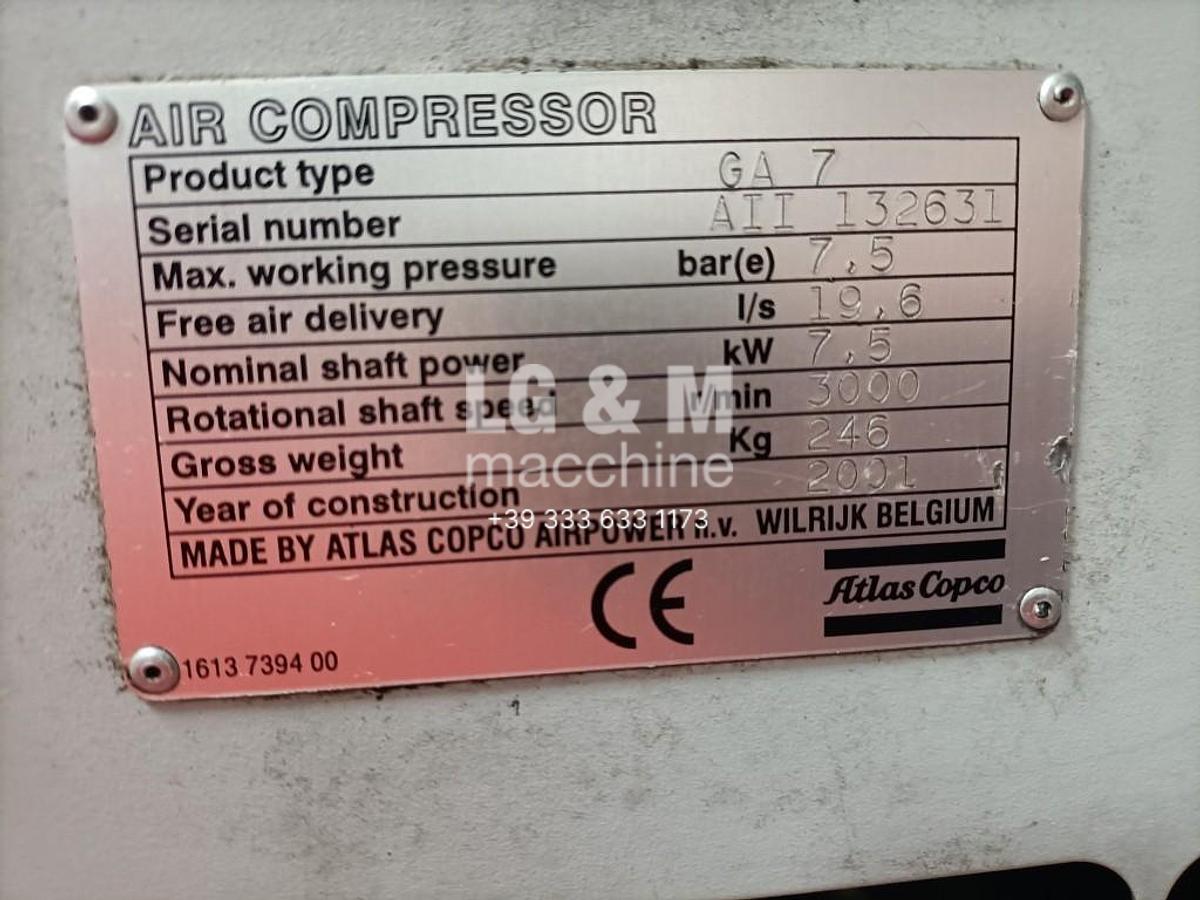 AIR COMPRESSOR
Product type GA 7
Serial number AII 132631
Max. working pressure bar(e) 7,5
Free air delivery l/s 19,6
Nominal shaft power kW 7,5
Rotational shaft speed r/min 3000
Gross weight Kg 246
Year of construction 2001
MADE BY ATLAS COPCO AIRPOWER n.v. WILRIJK BELGIUM
CE
Atlas Copco
1613 7394 00
LG & M
macchine
+39 333 633 1173